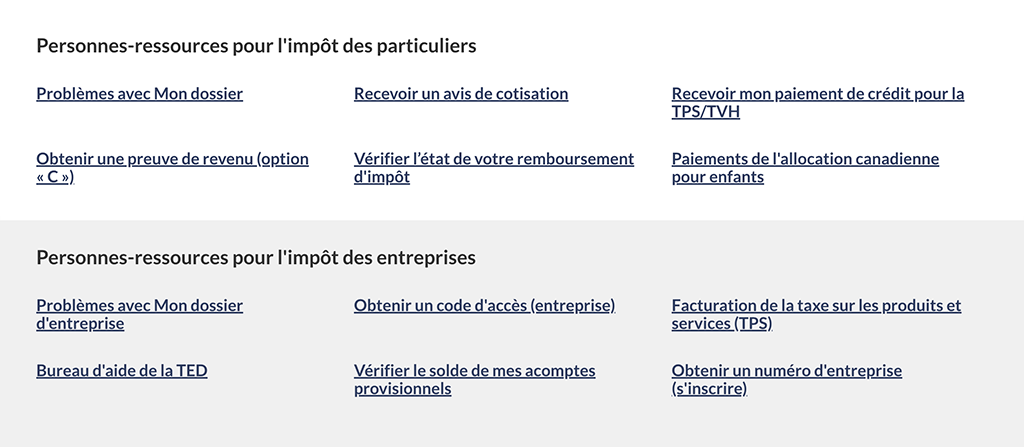 Personnes-ressources pour l'impôt des particuliers
Problèmes avec Mon dossier
Recevoir un avis de cotisation
Recevoir mon paiement de crédit pour la
TPS/TVH
Obtenir une preuve de revenu (option
« C »)
Vérifier l’état de votre remboursement
d'impôt
Paiements de l'allocation canadienne
pour enfants
Personnes-ressources pour l'impôt des entreprises
Problèmes avec Mon dossier
d'entreprise
Obtenir un code d'accès (entreprise)
Facturation de la taxe sur les produits et
services (TPS)
Bureau d'aide de la TED
Vérifier le solde de mes acomptes
provisionnels
Obtenir un numéro d'entreprise
(s'inscrire)